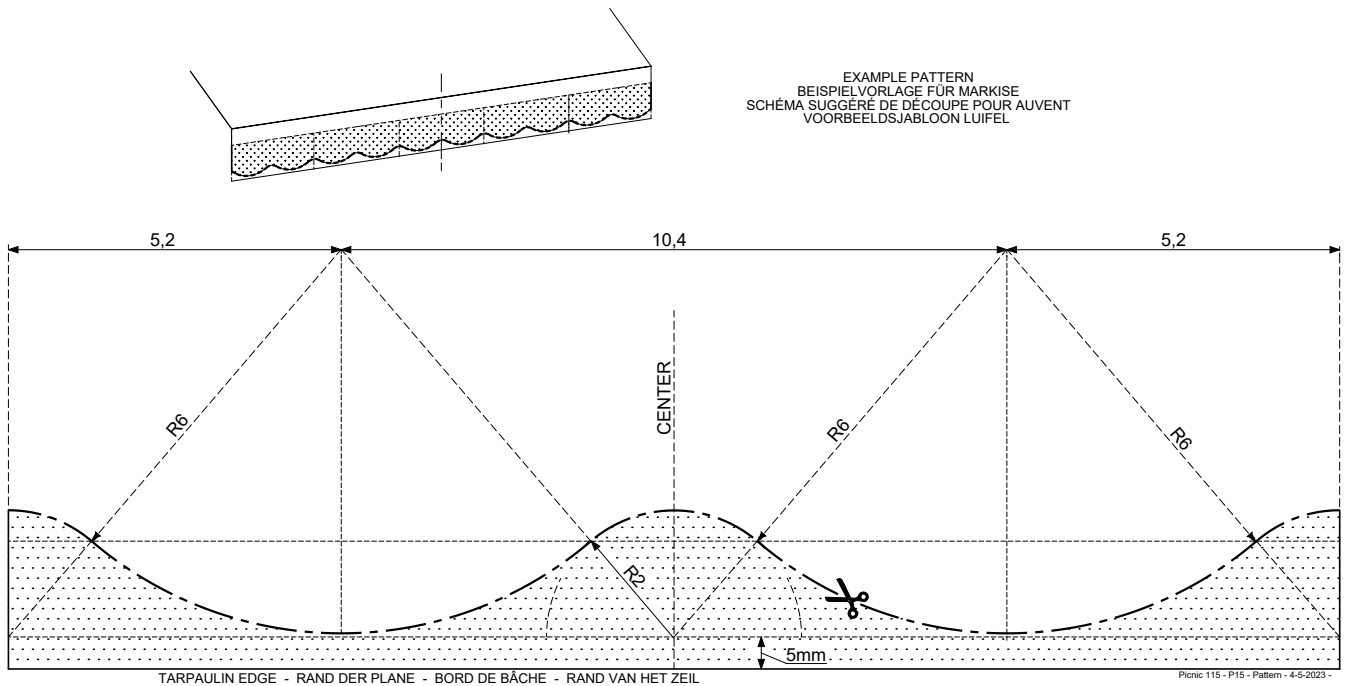 EXAMPLE PATTERN
BEISPIELVORLAGE FÜR MARKISE
SCHÉMA SUGGÉRÉ DE DÉCOUPE POUR AUVENT
VOORBEELDSJABLOON LUIFEL
5,2 10,4 5,2
CENTER
R6 R6 R6
R2
5mm
TARPAULIN EDGE - RAND DER PLANE - BORD DE BÂCHE - RAND VAN HET ZEIL
Picnic 115 - P15 - Pattern - 4-5-2023 -